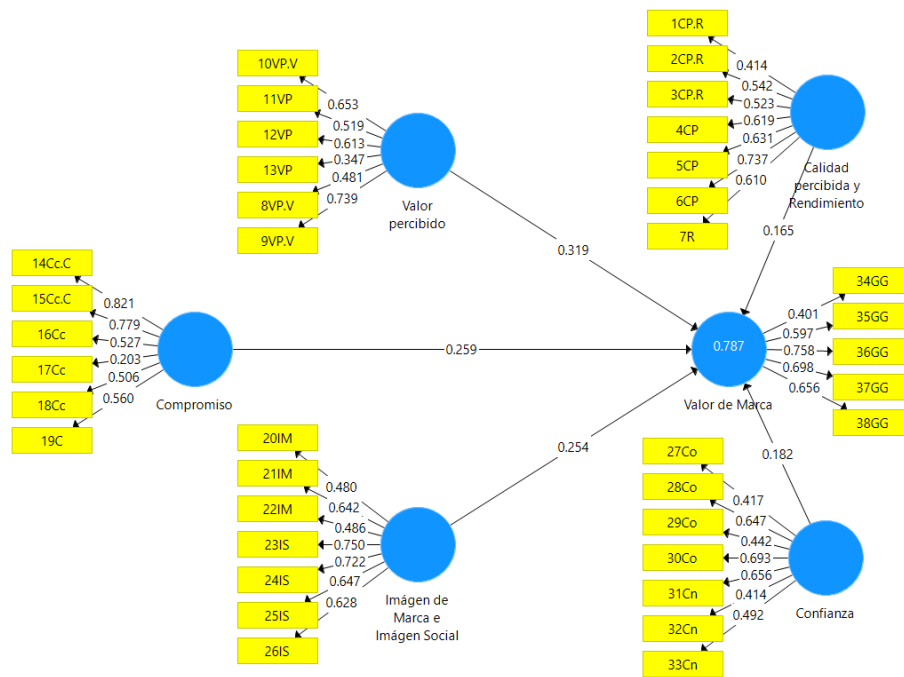 1CP.R
2CP.R
3CP.R
4CP
5CP
6CP
7R
0.414
0.542
0.523
0.619
0.631
0.737
0.610
Calidad
percibida y
Rendimiento
0.165
10VP.V
11VP
12VP
13VP
8VP.V
9VP.V
0.653
0.519
0.613
0.347
0.481
0.739
Valor
percibido
0.319
14Cc.C
15Cc.C
16Cc
17Cc
18Cc
19C
0.821
0.779
0.527
0.203
0.506
0.560
Compromiso
0.259
0.787
Valor de Marca
0.401
0.597
0.758
0.698
0.656
34GG
35GG
36GG
37GG
38GG
20IM
21IM
22IM
23IS
24IS
25IS
26IS
0.480
0.642
0.486
0.750
0.722
0.647
0.628
Imágen de
Marca e
Imágen Social
0.254
27Co
28Co
29Co
30Co
31Cn
32Cn
33Cn
0.417
0.647
0.442
0.693
0.656
0.414
0.492
Confianza
0.182